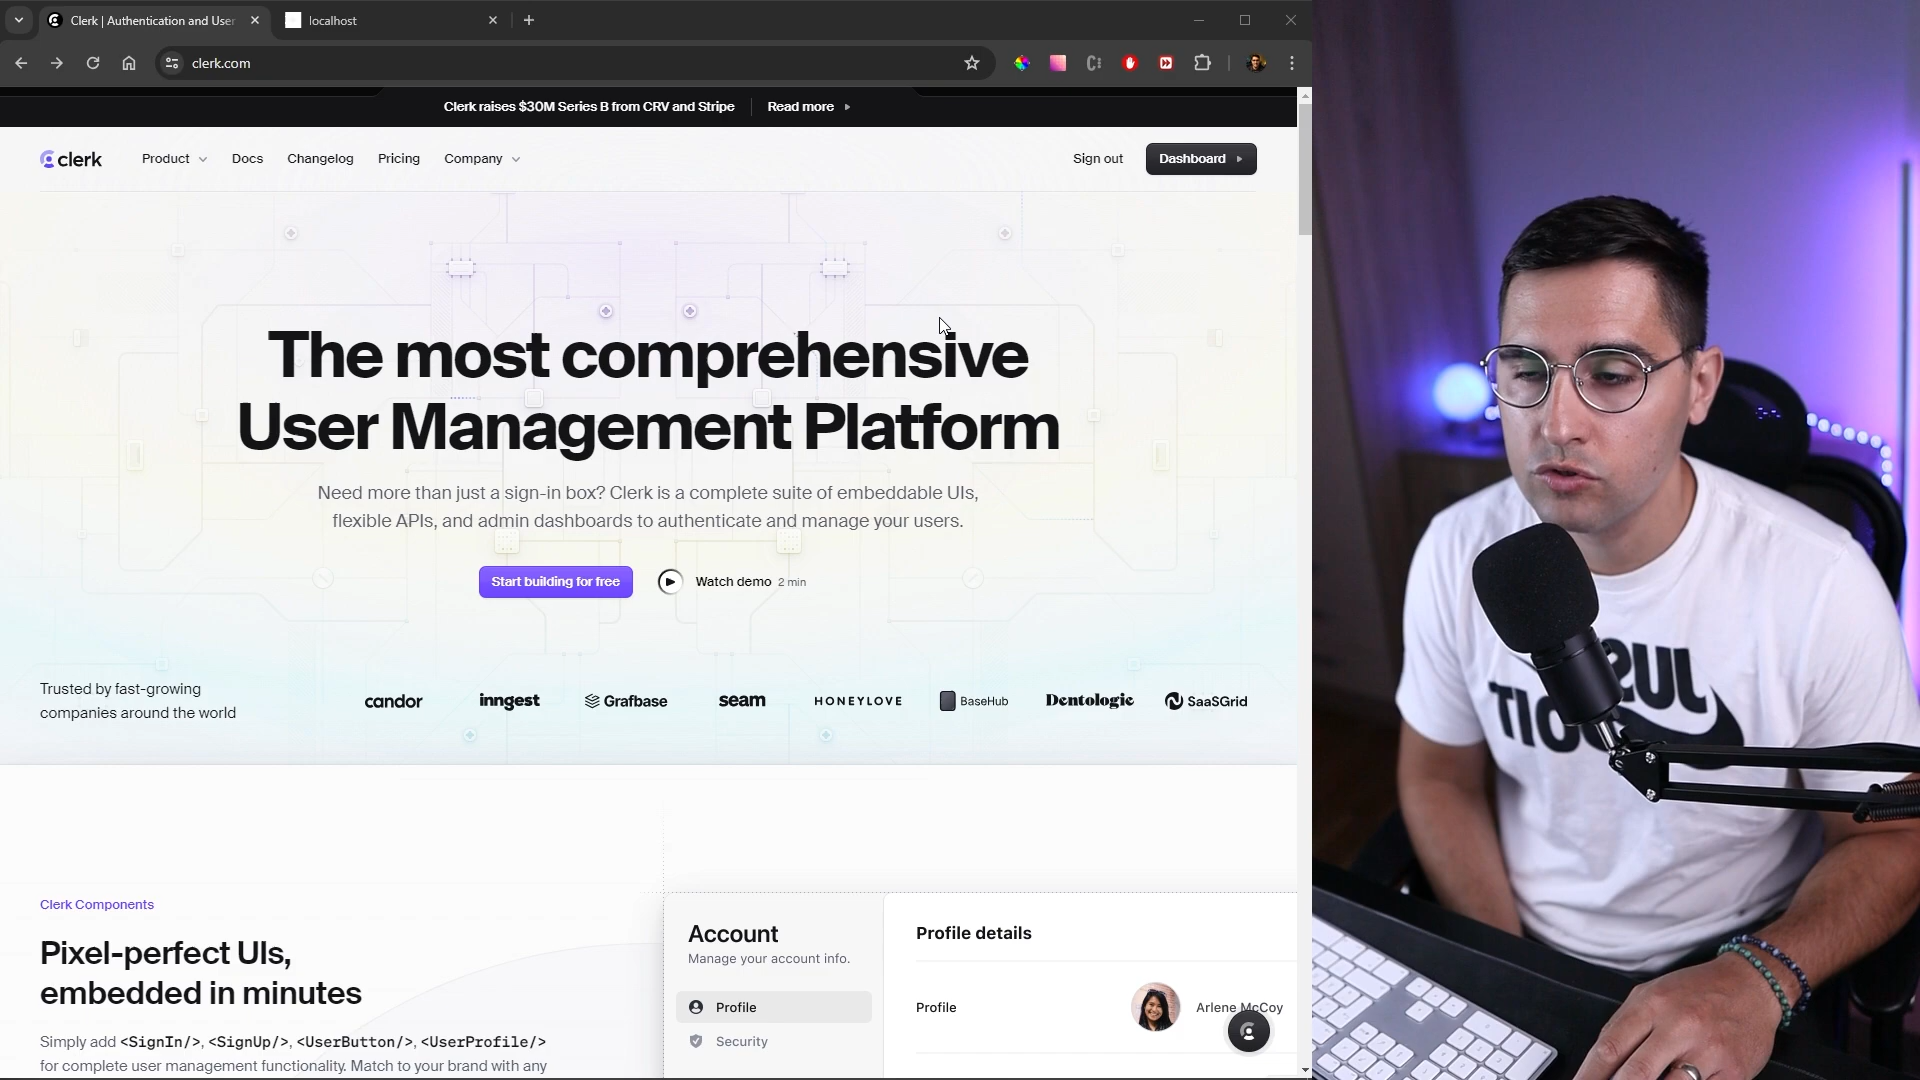 Clerk | Authentication and User
localhost
clerk.com
Clerk raises $30M Series B from CRV and Stripe
Read more
clerk
Product
Docs
Changelog
Pricing
Company
Sign out
Dashboard
The most comprehensive
User Management Platform
Need more than just a sign-in box? Clerk is a complete suite of embeddable UIs,
flexible APIs, and admin dashboards to authenticate and manage your users.
Start building for free
Watch demo 2 min
Trusted by fast-growing
companies around the world
candor
inngest
Grafbase
seam
HONEYLOVE
BaseHub
Dentologic
SaaSGrid
Clerk Components
Pixel-perfect UIs,
embedded in minutes
Simply add <SignIn/>, <SignUp/>, <UserButton/>, <UserProfile/>
for complete user management functionality. Match to your brand with any
Account
Manage your account info.
Profile
Security
Profile details
Profile
Arlene McCoy